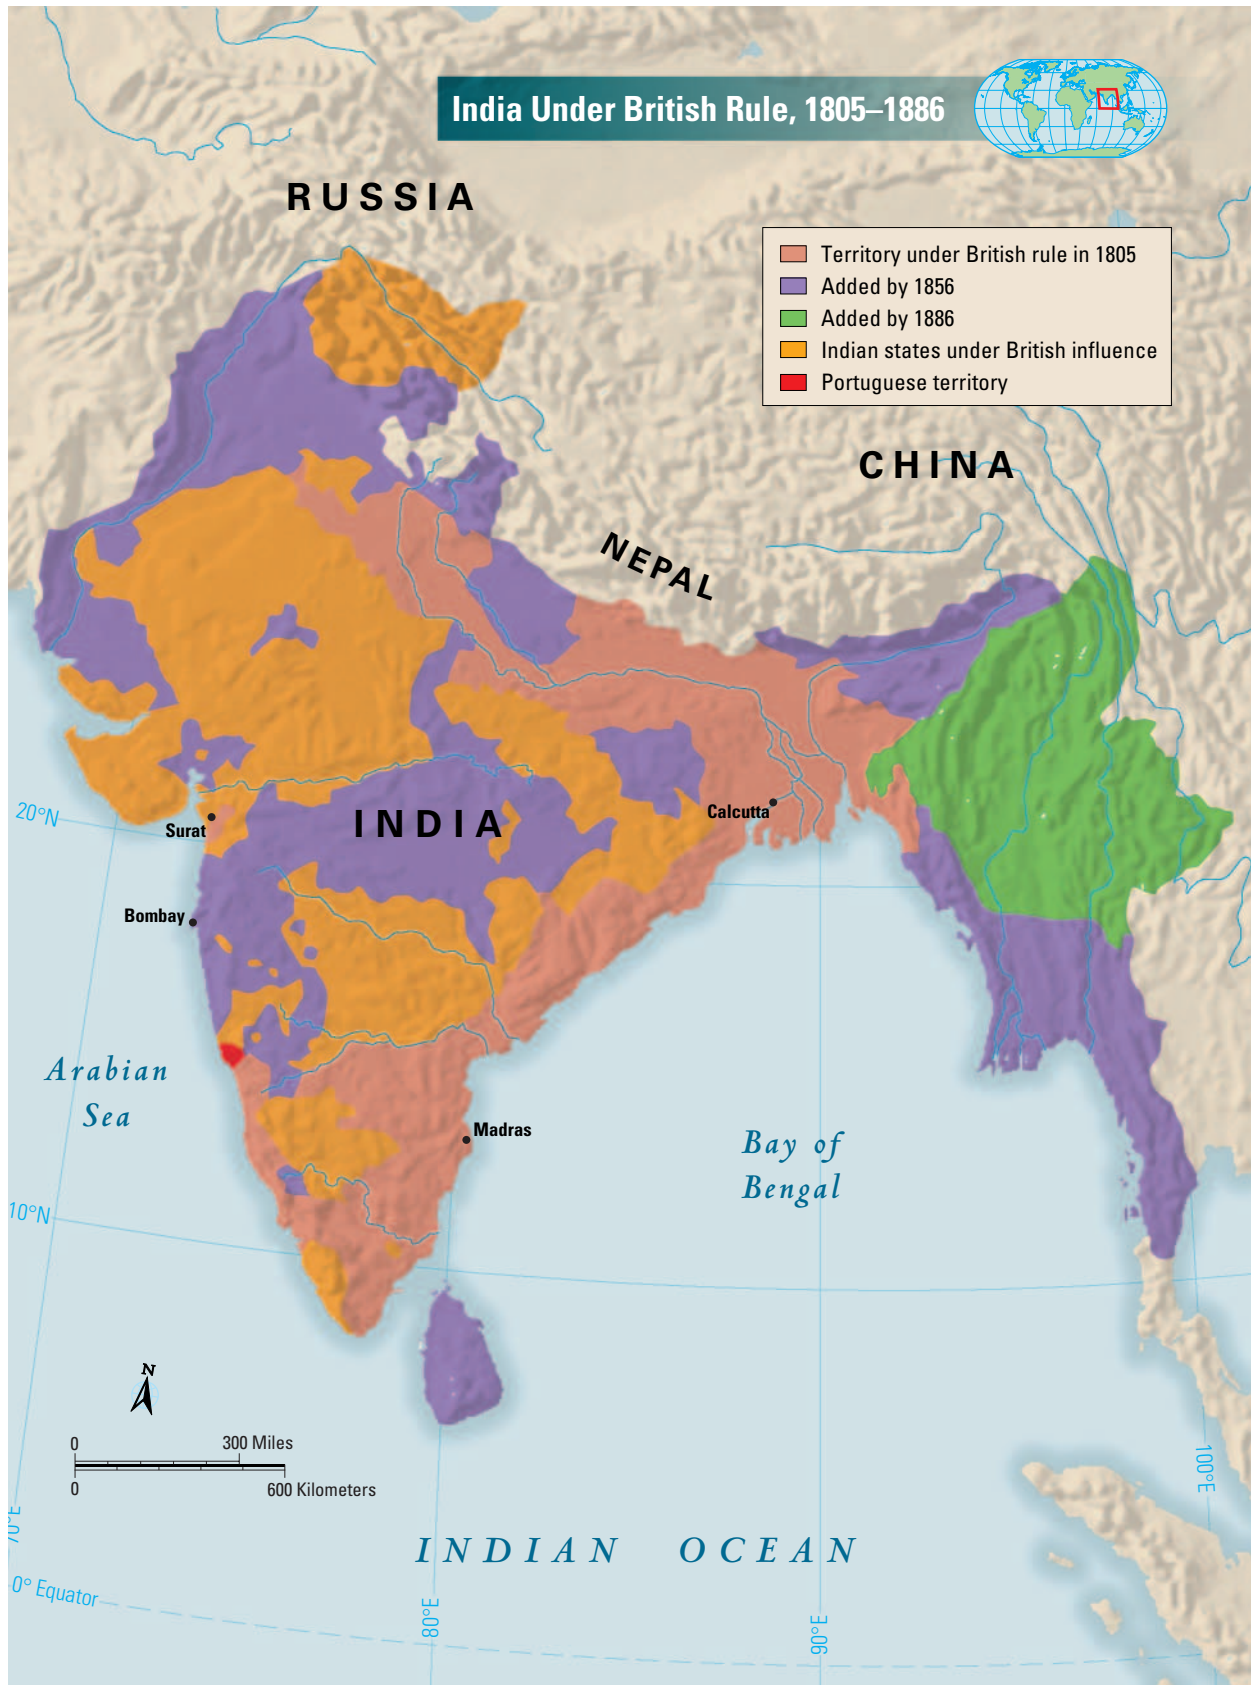 India Under British Rule, 1805–1886
RUSSIA
Territory under British rule in 1805
Added by 1856
Added by 1886
Indian states under British influence
Portuguese territory
CHINA
NEPAL
20°N
Surat
INDIA
Calcutta
Bombay
Arabian
Sea
Madras
Bay of
Bengal
10°N
N
0
300 Miles
0
600 Kilometers
100°E
70°E
INDIAN OCEAN
0° Equator
80°E
90°E